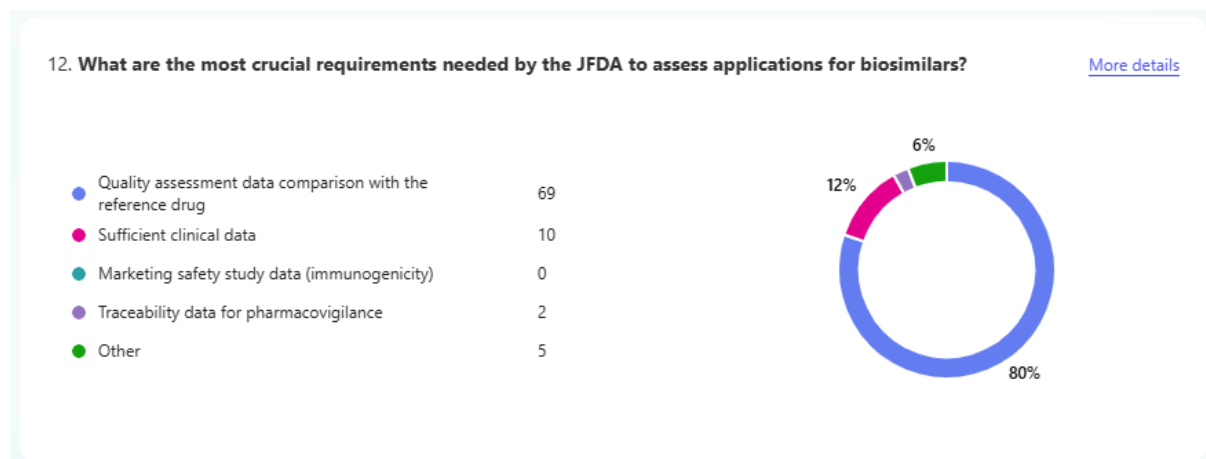 12. What are the most crucial requirements needed by the JFDA to assess applications for biosimilars?
More details
Quality assessment data comparison with the
reference drug
69
Sufficient clinical data
10
Marketing safety study data (immunogenicity)
0
Traceability data for pharmacovigilance
2
Other
5
6%
12%
80%